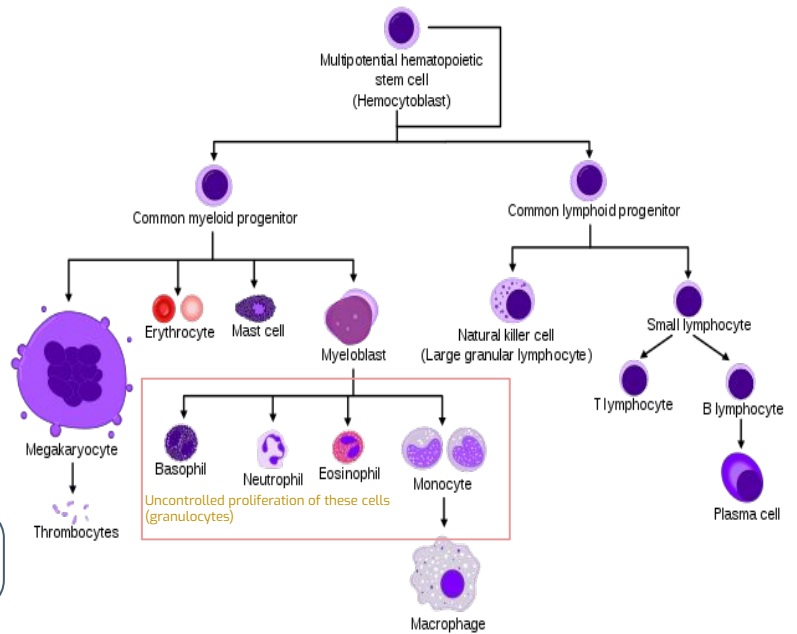 Multipotential hematopoietic
stem cell
(Hemocytoblast)
Common myeloid progenitor
Common lymphoid progenitor
Erythrocyte
Mast cell
Myeloblast
Natural killer cell
(Large granular lymphocyte)
Small lymphocyte
T lymphocyte
B lymphocyte
Megakaryocyte
Basophil
Neutrophil
Eosinophil
Monocyte
Uncontrolled proliferation of these cells
(granulocytes)
Plasma cell
Thrombocytes
Macrophage